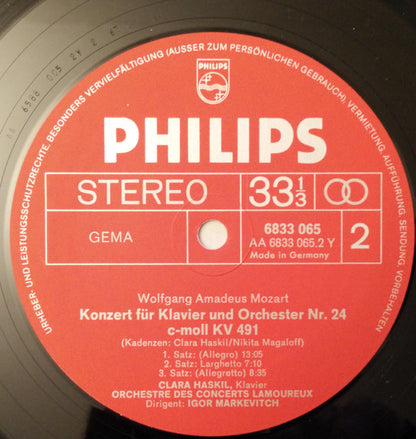 URHEBER- UND LEISTUNGSSCHUTZRECHTE, BESONDERS VERVIELFÄLTIGUNG (AUSSER ZUM PERSÖNLICHEN GEBRAUCH), VERMIETUNG, AUFFÜHRUNG, SENDUNG VORBEHALTEN
PHILIPS
PHILIPS
STEREO 33 1/3
GEMA
6833 065
AA 6833 065.2 Y
Made in Germany
2
Wolfgang Amadeus Mozart
Konzert für Klavier und Orchester Nr. 24
c-moll KV 491
(Kadenzen: Clara Haskil/Nikita Magaloff)
1. Satz: (Allegro) 13:05
2. Satz: Larghetto 7:10
3. Satz: (Allegretto) 8:35
CLARA HASKIL, Klavier
ORCHESTRE DES CONCERTS LAMOUREUX
Dirigent: IGOR MARKEVITCH